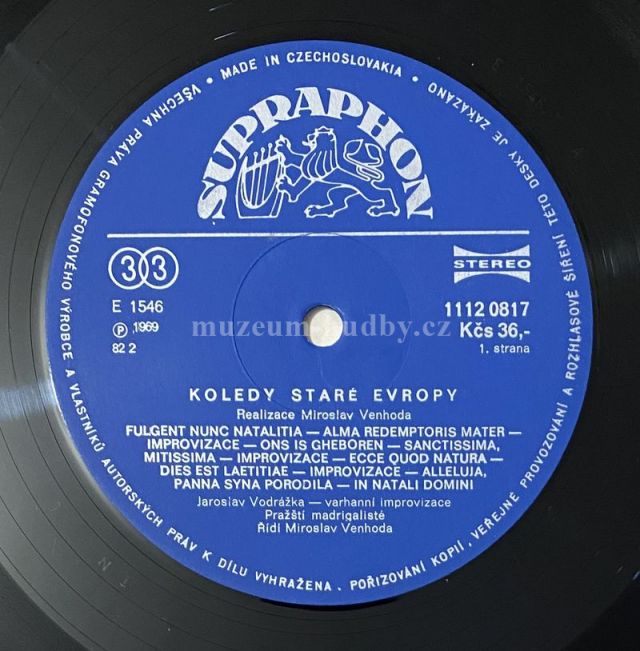 VŠECHNA PRÁVA GRAMOFONOVÉHO VÝROBCE A VLASTNÍKŮ AUTORSKÝCH PRÁV K DÍLU VYHRAŽENA. POŘIZOVÁNÍ KOPIÍ, VEŘEJNÉ PROVOZOVÁNÍ A ROZHLASOVÉ ŠÍŘENÍ TÉTO DESKY JE ZAKÁZÁNO • MADE IN CZECHOSLOVAKIA •
SUPRAPHON
33
STEREO
E 1546
1112 0817
Ⓟ 1969
Kčs 36,-
82 2
1. strana
muzeum-hudby.cz
KOLEDY STARÉ EVROPY
Realizace Miroslav Venhoda
FULGENT NUNC NATALITIA — ALMA REDEMPTORIS MATER —
IMPROVIZACE — ONS IS GHEBOREN — SANCTISSIMA,
MITISSIMA — IMPROVIZACE — ECCE QUOD NATURA —
DIES EST LAETITIAE — IMPROVIZACE — ALLELUJA,
PANNA SYNA PORODILA — IN NATALI DOMINI
Jaroslav Vodrážka — varhanní improvizace
Pražští madrigalisté
Řídí Miroslav Venhoda